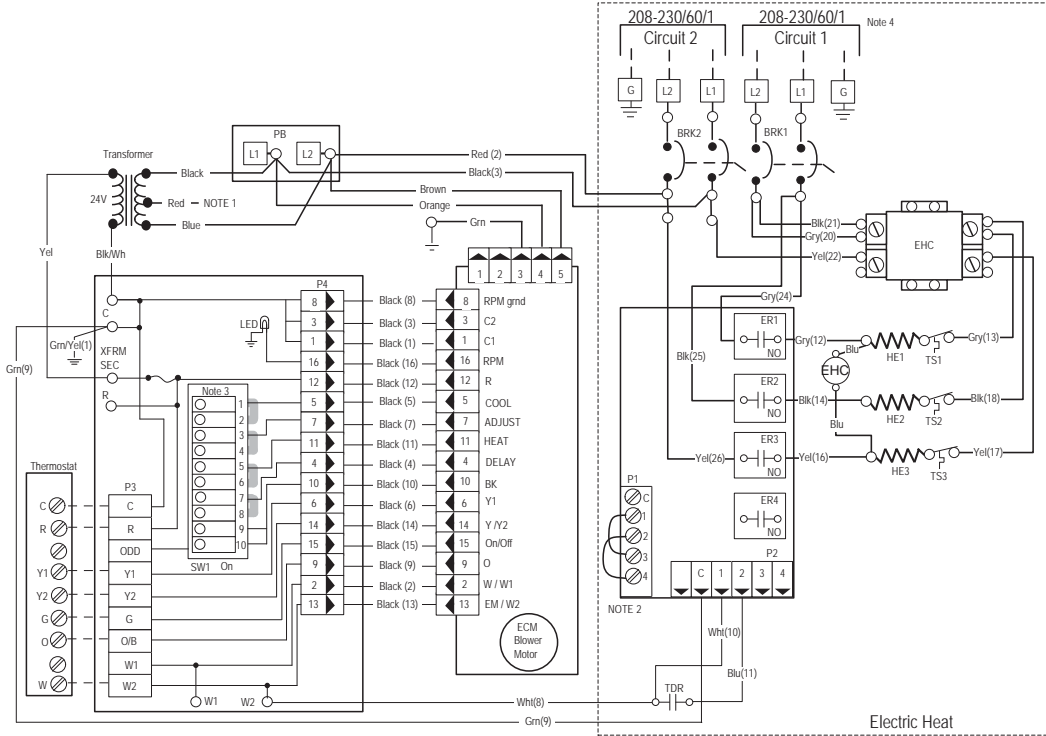 208-230/60/1
Circuit 2
208-230/60/1
Circuit 1
Note 4
G
L2
L1
L2
L1
G
BRK2
BRK1
PB
L1
L2
Red (2)
Black(3)
Transformer
24V
Black
Red
NOTE 1
Blue
Brown
Orange
Grn
Yel
Blk/Wh
Blk(21)
Gry(20)
Yel(22)
EHC
Gry(24)
1
2
3
4
5
P4
C
Grn/Yel(1)
XFRM
SEC
R
Grn(9)
LED
8
Black (8)
8
RPM grnd
3
Black (3)
3
C2
1
Black (1)
1
C1
16
Black (16)
16
RPM
12
Black (12)
12
R
5
Black (5)
5
COOL
7
Black (7)
7
ADJUST
11
Black (11)
11
HEAT
4
Black (4)
4
DELAY
10
Black (10)
10
BK
6
Black (6)
6
Y1
14
Black (14)
14
Y /Y2
15
Black (15)
15
On/Off
9
Black (9)
9
O
2
Black (2)
2
W / W1
13
Black (13)
13
EM / W2
Note 3
1
2
3
4
5
6
7
8
9
10
SW1
On
Thermostat
C
R
Y1
Y2
G
O
W
P3
C
R
ODD
Y1
Y2
G
O/B
W1
W2
W1
W2
ECM
Blower
Motor
ER1
NO
Gry(12)
Blu
HE1
TS1
Gry(13)
Blk(25)
EHC
ER2
NO
Blk(14)
HE2
TS2
Blk(18)
Blu
ER3
NO
Yel(26)
Yel(16)
HE3
TS3
Yel(17)
ER4
NO
P1
C
1
2
3
4
NOTE 2
P2
C
1
2
3
4
Wht(10)
Blu(11)
TDR
Wht(8)
Grn(9)
Electric Heat